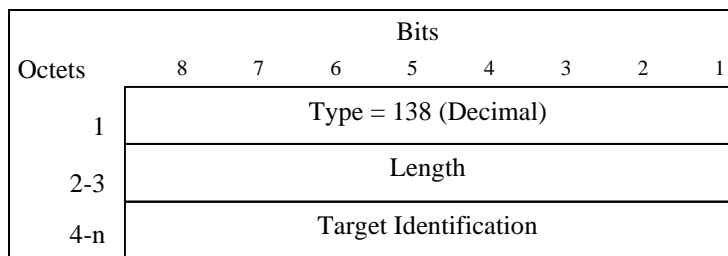 Bits
Octets 8 7 6 5 4 3 2 1
1 Type = 138 (Decimal)
2-3 Length
4-n Target Identification